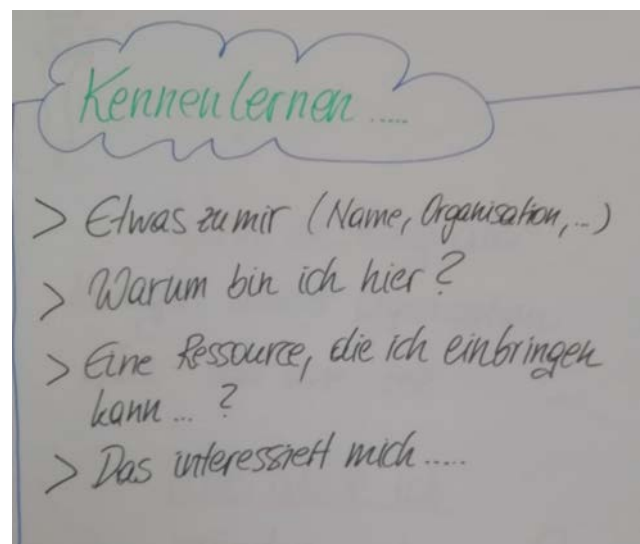 Kennenlernen .....
> Etwas zu mir (Name, Organisation, ...)
> Warum bin ich hier?
> Eine Ressource, die ich einbringen
kann ... ?
> Das interessiert mich .....